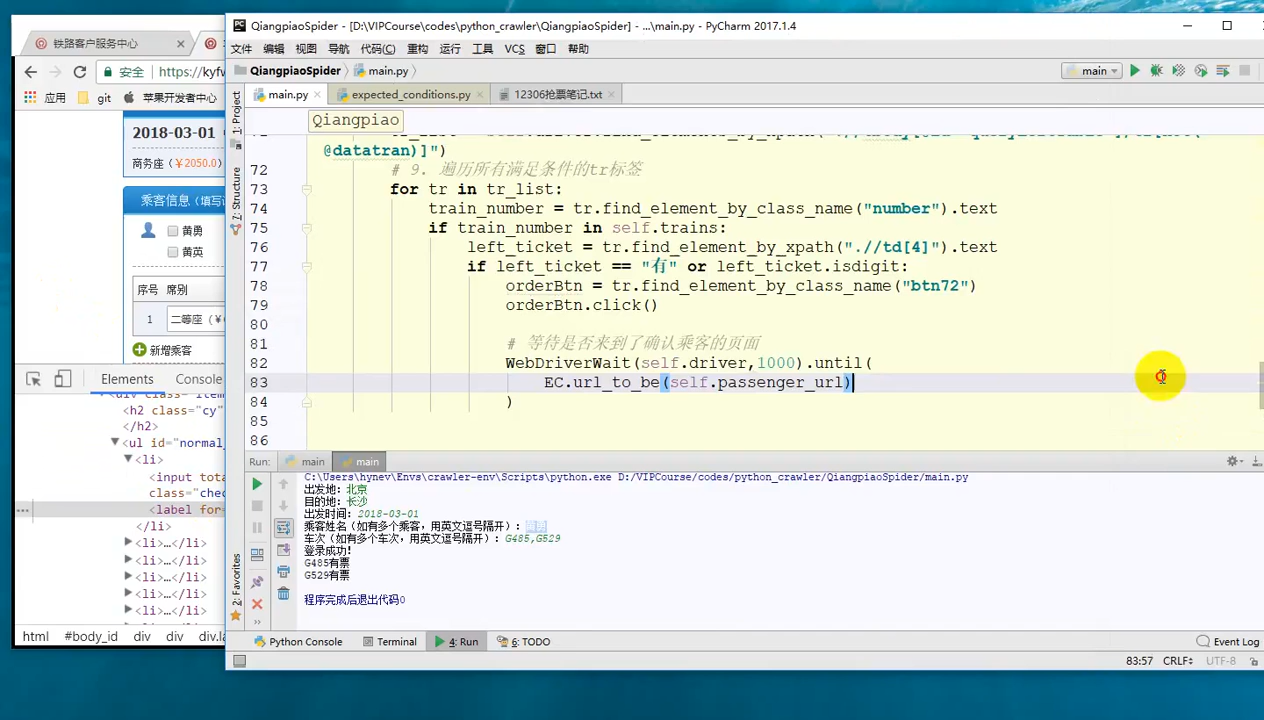 铁路客户服务中心
安全
https://kyfw
应用
git
苹果开发者中心
2018-03-01
商务座（￥2050.0）
乘客信息（填写
黄勇
黄英
序号 席别
1 二等座（￥
新增乘客
Elements Console
<div class="item"
<h2 class="cy"
</h2>
<ul id="normal_
<li>
<input tota
class="chec
<label for=
</li>
<li>…</li>
<li>…</li>
<li>…</li>
<li>…</li>
<li>…</li>
html #body_id div div div.la
QiangpiaoSpider - [D:\VIPCourse\codes\python_crawler\QiangpiaoSpider] - ...\main.py - PyCharm 2017.1.4
文件 编辑 视图 导航 代码(C) 重构 运行 工具 VCS 窗口 帮助
QiangpiaoSpider main.py
main
main.py expected_conditions.py 12306抢票笔记.txt
Qiangpiao
1: Project
7: Structure
2: Favorites
@datatran)]")
72 # 9. 遍历所有满足条件的tr标签
73 for tr in tr_list:
74 train_number = tr.find_element_by_class_name("number").text
75 if train_number in self.trains:
76 left_ticket = tr.find_element_by_xpath(".//td[4]").text
77 if left_ticket == "有" or left_ticket.isdigit:
78 orderBtn = tr.find_element_by_class_name("btn72")
79 orderBtn.click()
80
81 # 等待是否来到了确认乘客的页面
82 WebDriverWait(self.driver,1000).until(
83 EC.url_to_be(self.passenger_url)
84 )
85
86
Run: main main
C:\Users\hynev\Envs\crawler-env\Scripts\python.exe D:/VIPCourse/codes/python_crawler/QiangpiaoSpider/main.py
出发地：北京
目的地：长沙
出发时间：2018-03-01
乘客姓名（如有多个乘客，用英文逗号隔开）：
车次（如有多个车次，用英文逗号隔开）：G485,G529
登录成功！
G485有票
G529有票
程序完成后退出代码0
Python Console Terminal 4: Run 6: TODO Event Log
83:57 CRLF÷ UTF-8